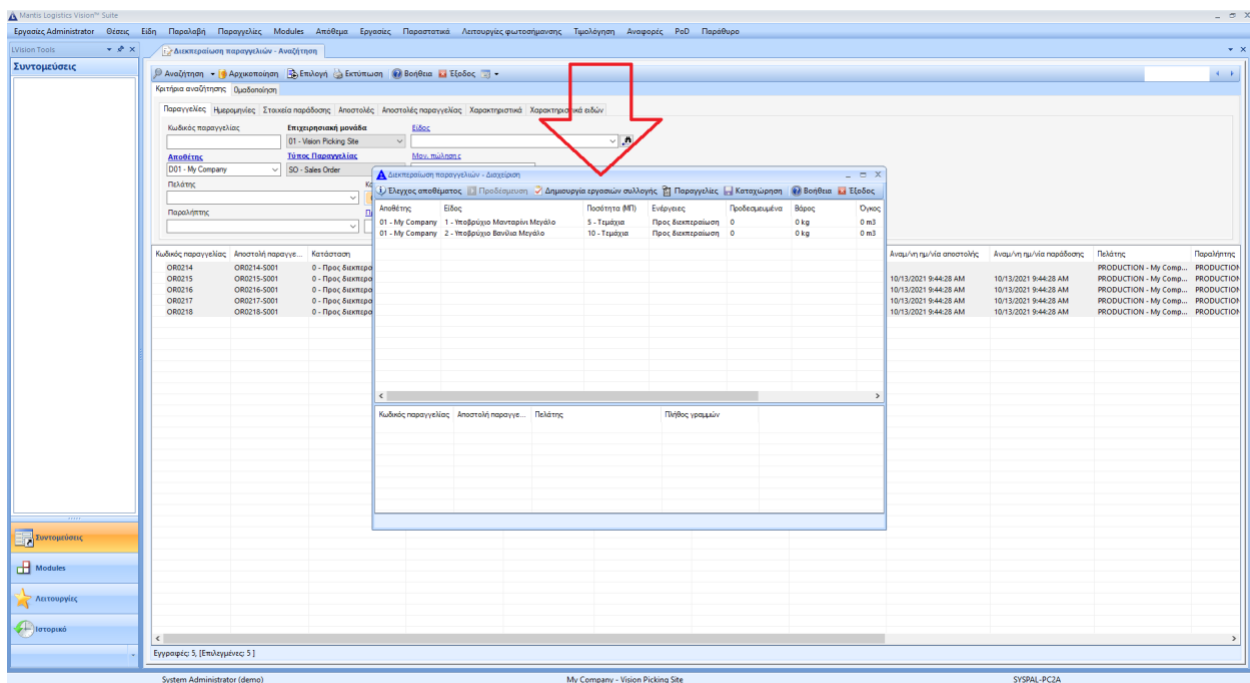 Mantis Logistics Vision™ Suite
Εργασίες Administrator Θέσεις Είδη Παραλαβή Παραγγελίες Modules Απόθεμα Εργασίες Παραστατικά Λειτουργίες φωτοσήμανσης Τιμολόγηση Αναφορές PoD Παράθυρο
LVision Tools
Διεκπεραίωση παραγγελιών - Αναζήτηση
Συντομεύσεις
Αναζήτηση Αρχικοποίηση Επιλογή Εκτύπωση Βοήθεια Έξοδος
Κριτήρια αναζήτησης Ομαδοποίηση
Παραγγελίες Ημερομηνίες Στοιχεία παράδοσης Αποστολές Αποστολές παραγγελίας Χαρακτηριστικά Χαρακτηριστικά ειδών
Κωδικός παραγγελίας Επιχειρησιακή μονάδα Είδος
01 - Vision Picking Site
Αποθέτης Τύπος Παραγγελίας Μον. πώλησης
D01 - My Company SO - Sales Order
Πελάτης
Παραλήπτης
Διεκπεραίωση παραγγελιών - Διαχείριση
Έλεγχος αποθέματος Προδέσμευση Δημιουργία εργασιών συλλογής Παραγγελίες Καταχώρηση Βοήθεια Έξοδος
Αποθέτης Είδος Ποσότητα (ΜΠ) Ενέργειες Προδεσμευμένα Βάρος Όγκος
01 - My Company 1 - Υποβρύχιο Μανταρίνι Μεγάλο 5 - Τεμάχια Προς διεκπεραίωση 0 0 kg 0 m3
01 - My Company 2 - Υποβρύχιο Βανίλια Μεγάλο 10 - Τεμάχια Προς διεκπεραίωση 0 0 kg 0 m3
Κωδικός παραγγελίας Αποστολή παραγγε... Πελάτης Πλήθος γραμμών
Κωδικός παραγγελίας Αποστολή παραγγε... Κατάσταση Αναμ/νη ημ/νία αποστολής Αναμ/νη ημ/νία παράδοσης Πελάτης Παραλήπτης
OR0214 OR0214-S001 0 - Προς διεκπερα PRODUCTION - My Comp... PRODUCTION
OR0215 OR0215-S001 0 - Προς διεκπερα 10/13/2021 9:44:28 AM 10/13/2021 9:44:28 AM PRODUCTION - My Comp... PRODUCTION
OR0216 OR0216-S001 0 - Προς διεκπερα 10/13/2021 9:44:28 AM 10/13/2021 9:44:28 AM PRODUCTION - My Comp... PRODUCTION
OR0217 OR0217-S001 0 - Προς διεκπερα 10/13/2021 9:44:28 AM 10/13/2021 9:44:28 AM PRODUCTION - My Comp... PRODUCTION
OR0218 OR0218-S001 0 - Προς διεκπερα 10/13/2021 9:44:28 AM 10/13/2021 9:44:28 AM PRODUCTION - My Comp... PRODUCTION
Συντομεύσεις
Modules
Λειτουργίες
Ιστορικό
Εγγραφές: 5, [Επιλεγμένες: 5 ]
System Administrator (demo) My Company - Vision Picking Site SYSPAL-PC2A